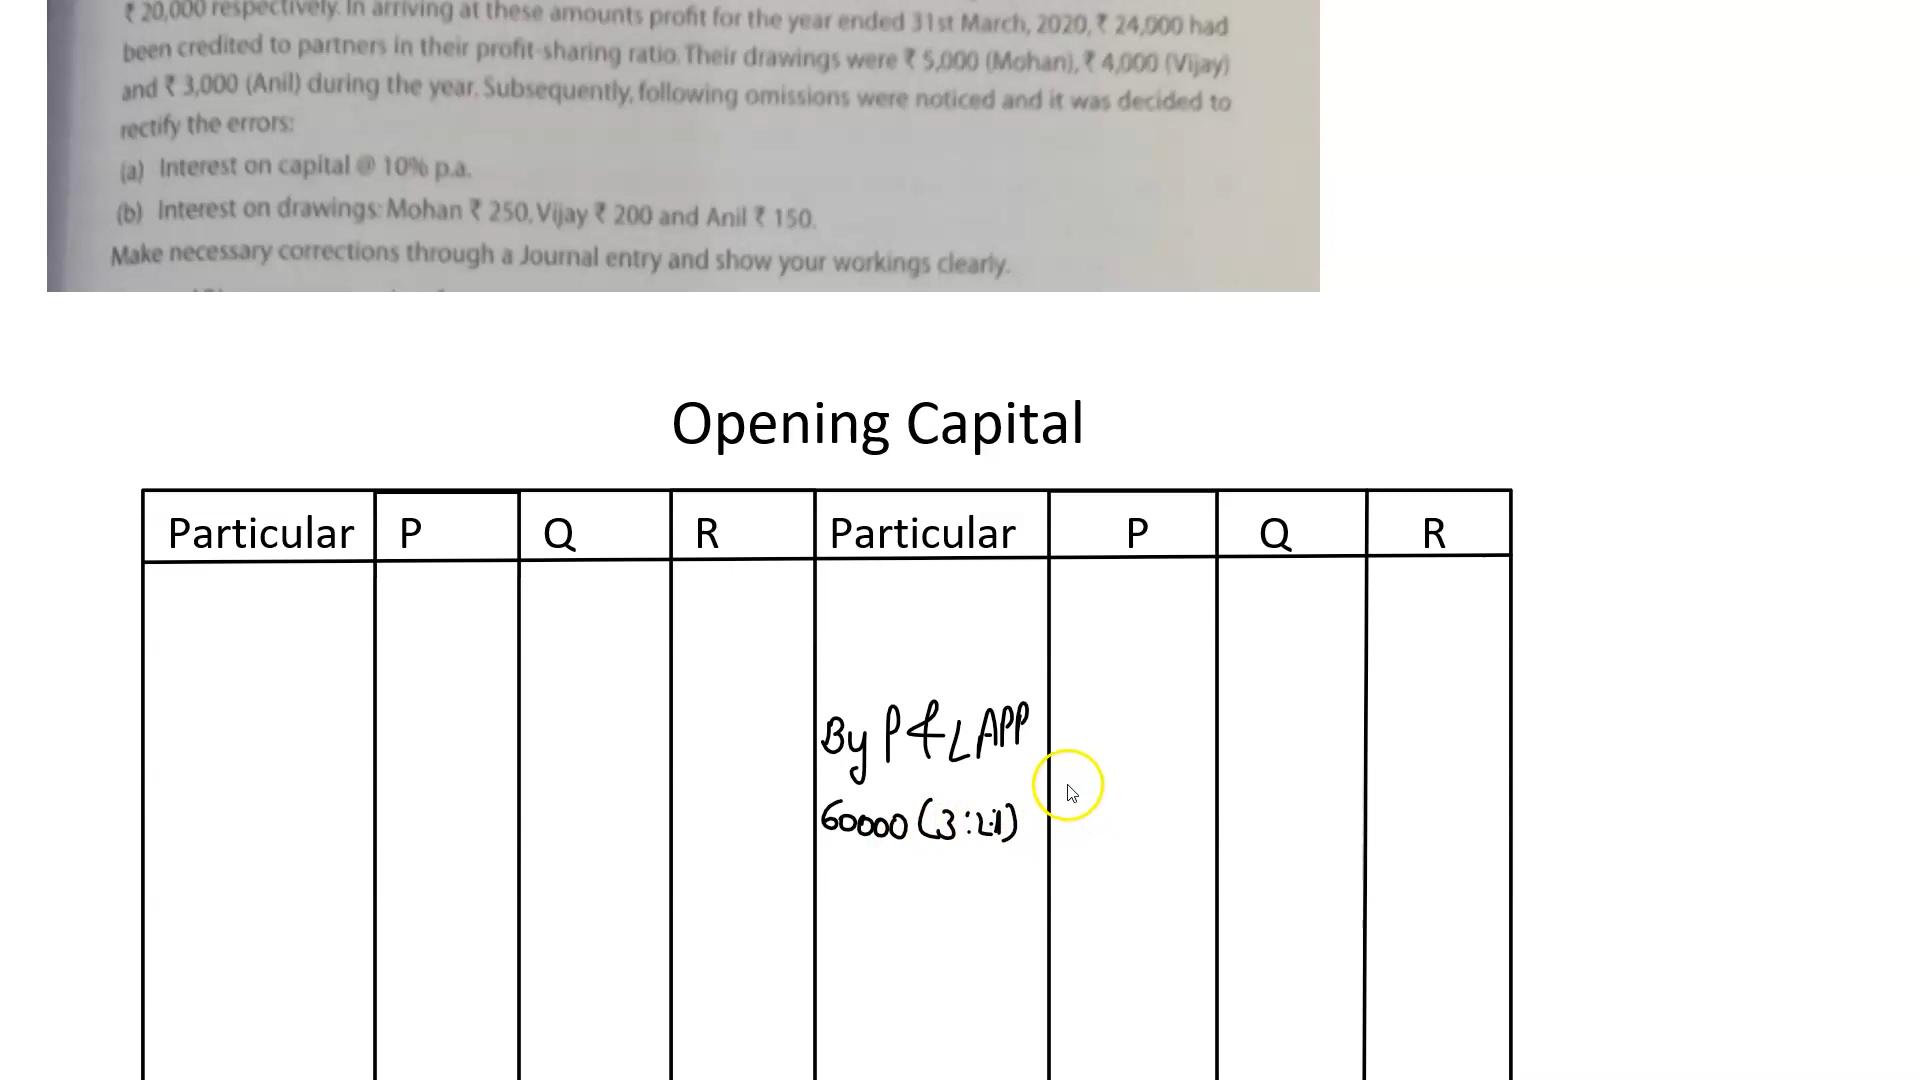 ₹ 20,000 respectively. In arriving at these amounts profit for the year ended 31st March, 2020, ₹ 24,000 had
been credited to partners in their profit-sharing ratio. Their drawings were ₹ 5,000 (Mohan), ₹ 4,000 (Vijay)
and ₹ 3,000 (Anil) during the year. Subsequently, following omissions were noticed and it was decided to
rectify the errors:
(a) Interest on capital @ 10% p.a.
(b) Interest on drawings: Mohan ₹ 250, Vijay ₹ 200 and Anil ₹ 150.
Make necessary corrections through a Journal entry and show your workings clearly.
Opening Capital
Particular P Q R Particular P Q R
By P & L APP
60000 (3:2:1)